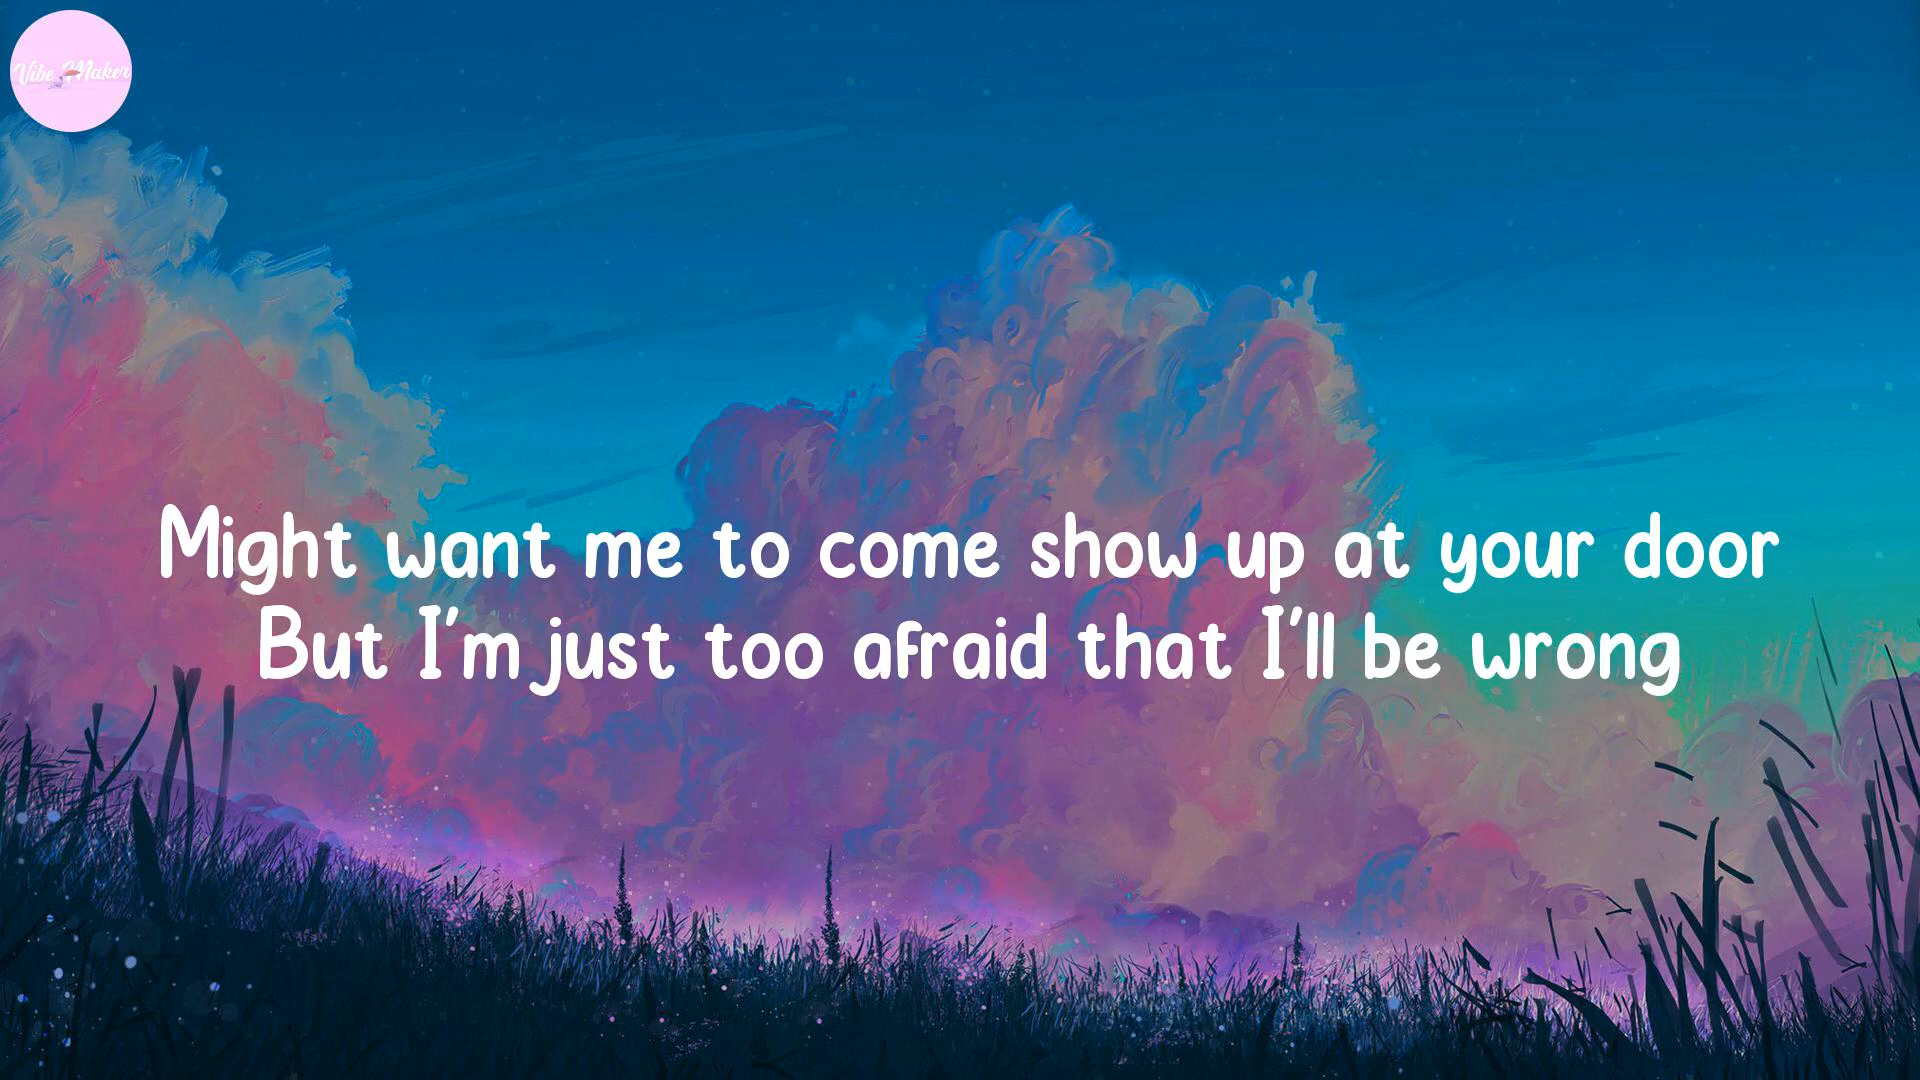 Vibe Maker
Might want me to come show up at your door
But I'm just too afraid that I'll be wrong